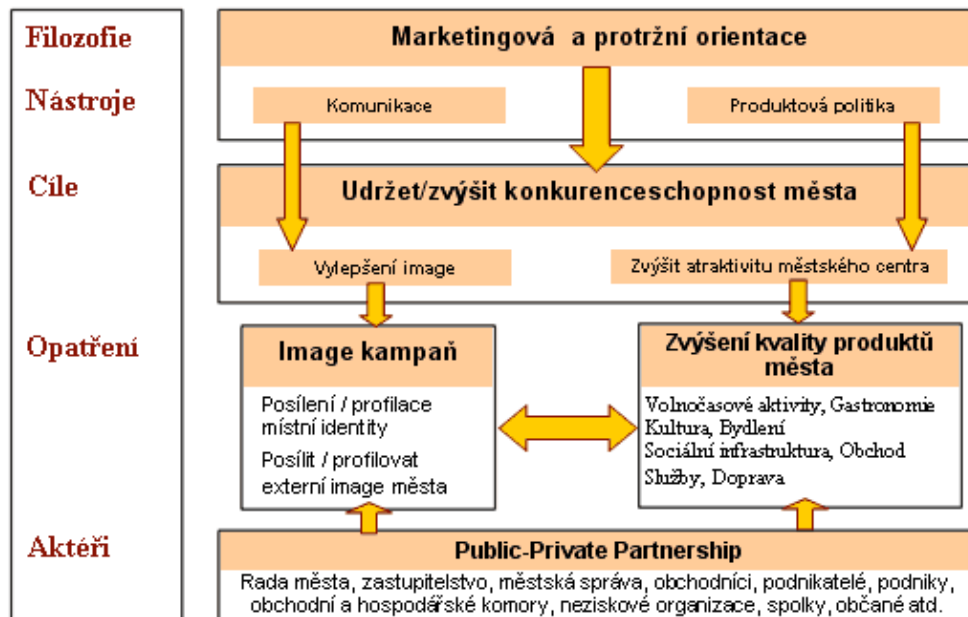 Filozofie
Marketingová a protržní orientace
Nástroje
Komunikace
Produktová politika
Cíle
Udržet/zvýšit konkurenceschopnost města
Vylepšení image
Zvýšit atraktivitu městského centra
Opatření
Image kampaň
Posílení / profilace
místní identity
Posílit / profilovat
externí image města
Zvýšení kvality produktů
města
Volnočasové aktivity, Gastronomie
Kultura, Bydlení
Sociální infrastruktura, Obchod
Služby, Doprava
Aktéři
Public-Private Partnership
Rada města, zastupitelstvo, městská správa, obchodníci, podnikatelé, podniky,
obchodní a hospodářské komory, neziskové organizace, spolky, občané atd.